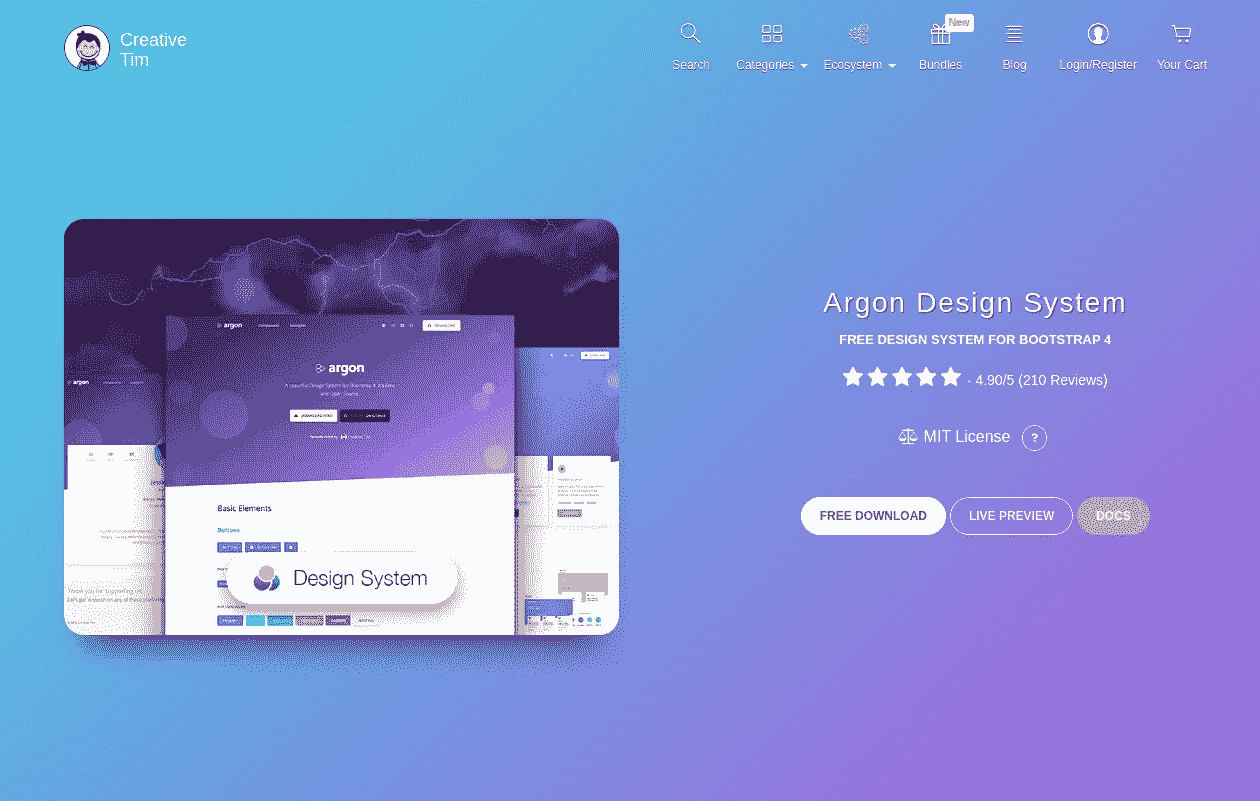 Creative
Tim
New
Search
Categories
Ecosystem
Bundles
Blog
Login/Register
Your Cart
argon
DOWNLOAD
argon
argon
A beautiful Design System for Bootstrap 4. It's Free
and Open Source.
Basic Elements
Buttons
Design System
Argon Design System
FREE DESIGN SYSTEM FOR BOOTSTRAP 4
· 4.90/5 (210 Reviews)
MIT License ?
FREE DOWNLOAD
LIVE PREVIEW
DOCS